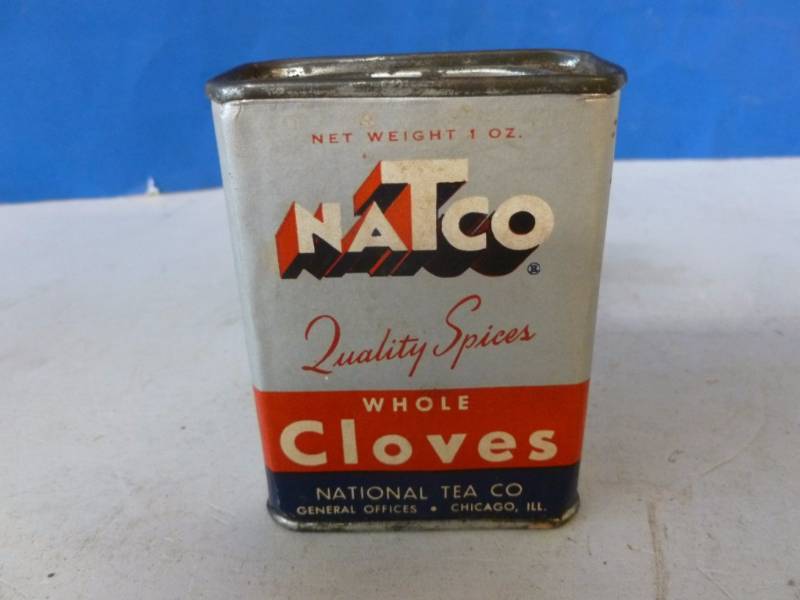 NET WEIGHT 1 OZ.
NATCO ®
Quality Spices
WHOLE
Cloves
NATIONAL TEA CO
GENERAL OFFICES • CHICAGO, ILL.